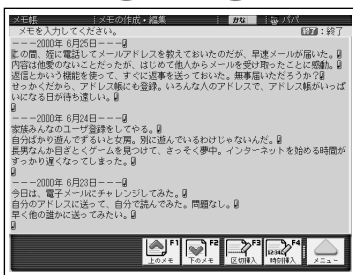 メモ帳 メモの作成・編集 かな パパ
メモを入力してください。 終了:終了
---2000年 6月25日---
この間、姪に電話してメールアドレスを教えておいたのだが、早速メールが届いた。
内容は他愛のないことだったが、はじめて他人からメールを受け取ったことに感動。
返信とかいう機能を使って、すぐに返事を送っておいた。無事届いただろうか?
せっかくだから、アドレス帳にも登録。いろんな人のアドレスで、アドレス帳がいっぱ
いになる日が待ち遠しい。
---2000年 6月24日---
家族みんなのユーザ登録をしてやる。
自分ばかり遊んでずるいと女房。別に遊んでいるわけじゃないんだ。
長男なんか目ざとくゲームを見つけて、さっそく夢中。インターネットを始める時間が
すっかり遅くなってしまった。
---2000年 6月23日---
今日は、電子メールにチャレンジしてみた。
自分のアドレスに送って、自分で読んでみた。問題なし。
早く他の誰かに送ってみたい。
F1 F2 F3 F4
上のメモ 下のメモ 区切挿入 時刻挿入 メニュー